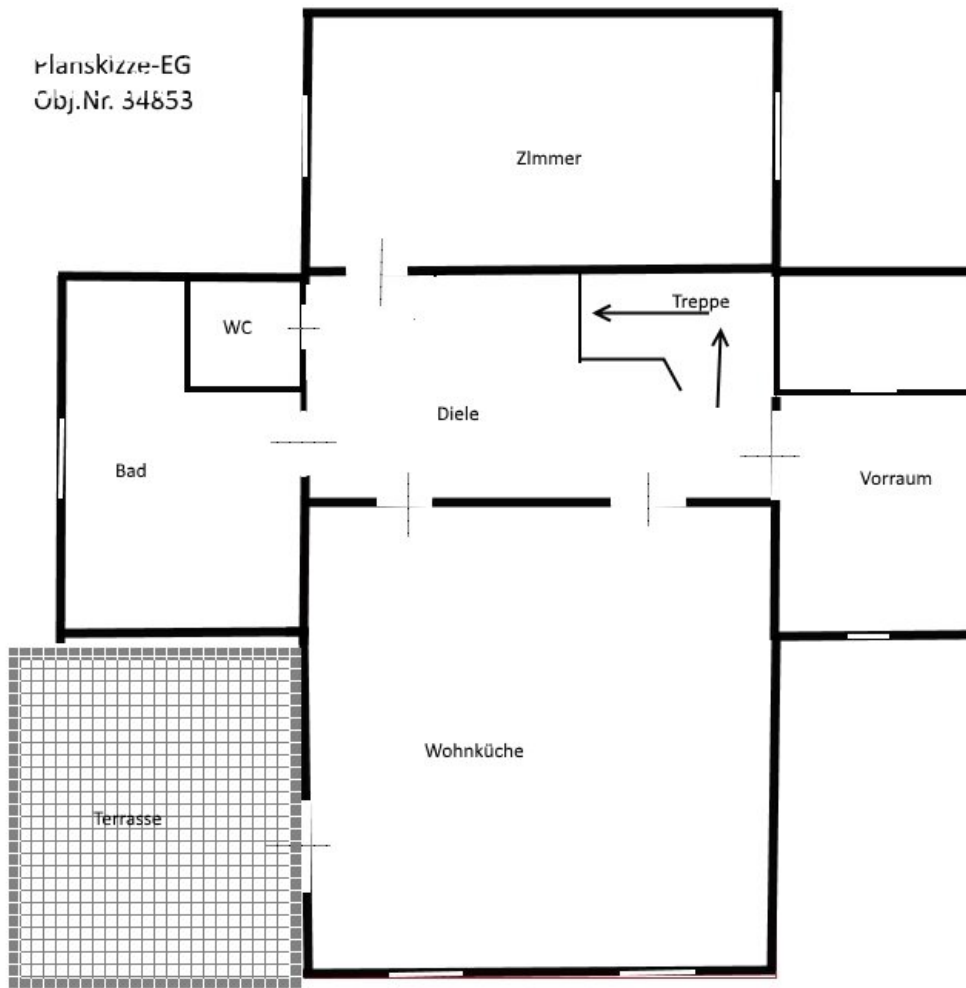 Planskizze-EG
Obj.Nr. 34853
ZImmer
Treppe
WC
Diele
Bad
Vorraum
Wohnküche
Terrasse